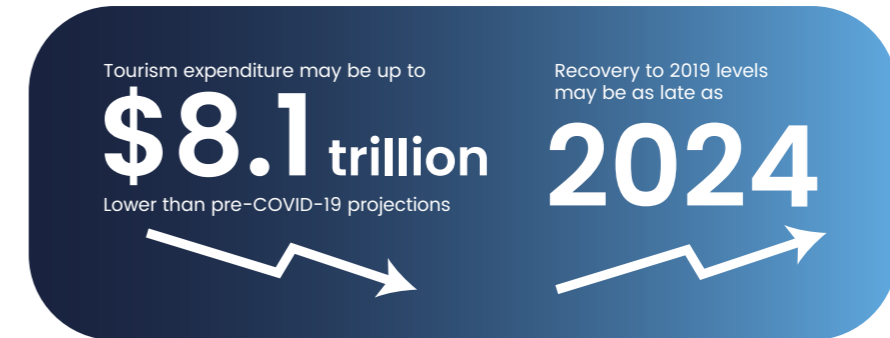 Tourism expenditure may be up to
$8.1 trillion
Lower than pre-COVID-19 projections
Recovery to 2019 levels
may be as late as
2024